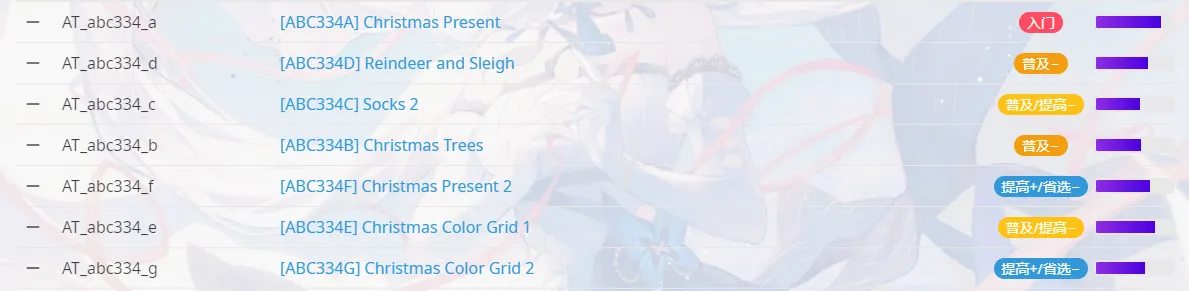 — AT_abc334_a [ABC334A] Christmas Present 入门
— AT_abc334_d [ABC334D] Reindeer and Sleigh 普及−
— AT_abc334_c [ABC334C] Socks 2 普及/提高−
— AT_abc334_b [ABC334B] Christmas Trees 普及−
— AT_abc334_f [ABC334F] Christmas Present 2 提高+/省选−
— AT_abc334_e [ABC334E] Christmas Color Grid 1 普及/提高−
— AT_abc334_g [ABC334G] Christmas Color Grid 2 提高+/省选−